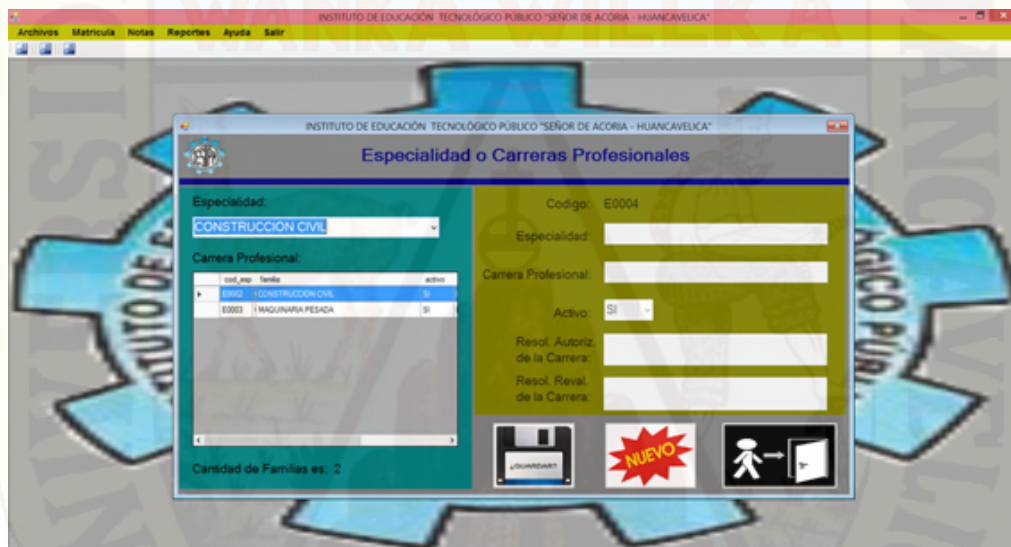 INSTITUTO DE EDUCACIÓN TECNOLÓGICO PÚBLICO "SEÑOR DE ACORIA - HUANCAVELICA"
Archivos Matricula Notas Reportes Ayuda Salir
INSTITUTO DE EDUCACIÓN TECNOLÓGICO PÚBLICO "SEÑOR DE ACORIA - HUANCAVELICA"
Especialidad o Carreras Profesionales
Especialidad:
CONSTRUCCION CIVIL
Carrera Profesional:
cod_esp familia activo
E0002 CONSTRUCCION CIVIL SI
E0003 MAQUINARIA PESADA SI
Cantidad de Familias es: 2
Codigo: E0004
Especialidad:
Carrera Profesional:
Activo: SI
Resol. Autoriz.
de la Carrera:
Resol. Reval.
de la Carrera:
¿GUARDAR?
NUEVO